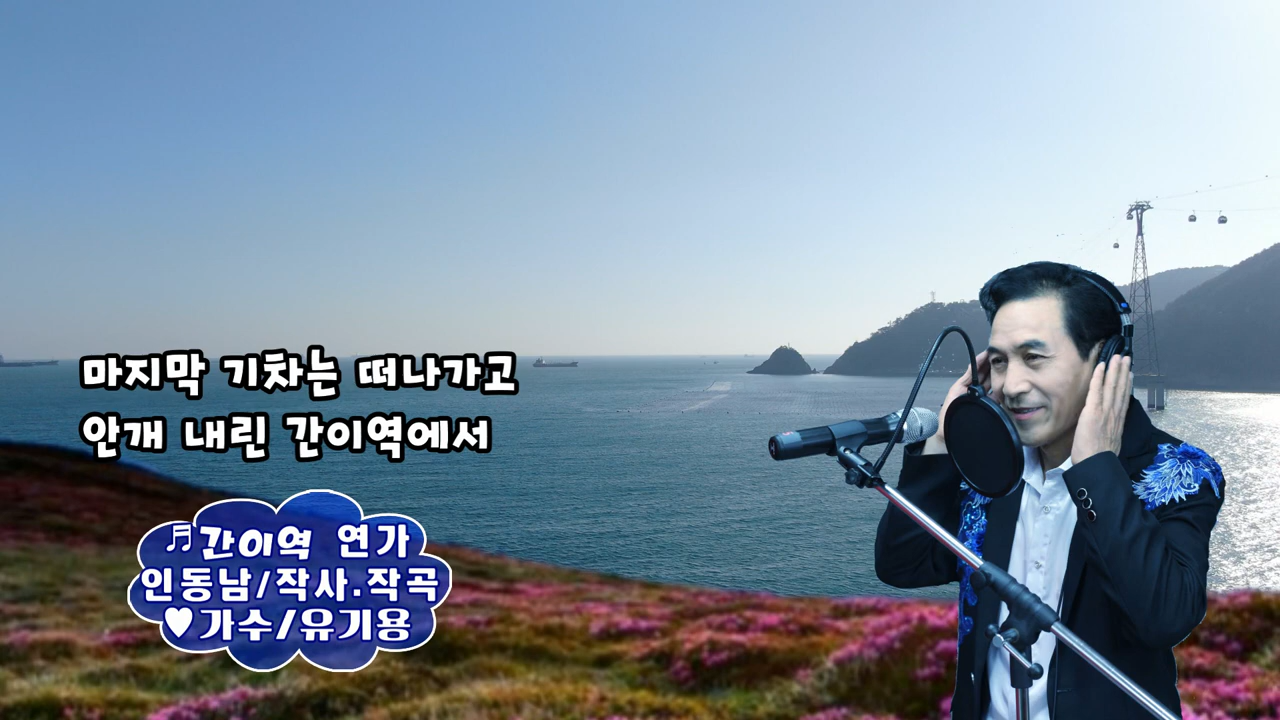 마지막 기차는 떠나가고
안개 내린 간이역에서
♬간이역 연가
인동남/작사.작곡
♥가수/유기용